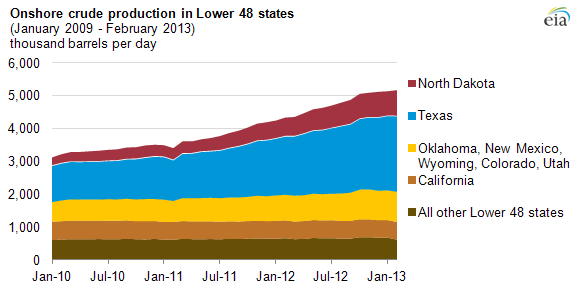 Onshore crude production in Lower 48 states
(January 2009 - February 2013)
thousand barrels per day
eia
6,000
5,000
4,000
3,000
2,000
1,000
0
Jan-10 Jul-10 Jan-11 Jul-11 Jan-12 Jul-12 Jan-13
North Dakota
Texas
Oklahoma, New Mexico,
Wyoming, Colorado, Utah
California
All other Lower 48 states